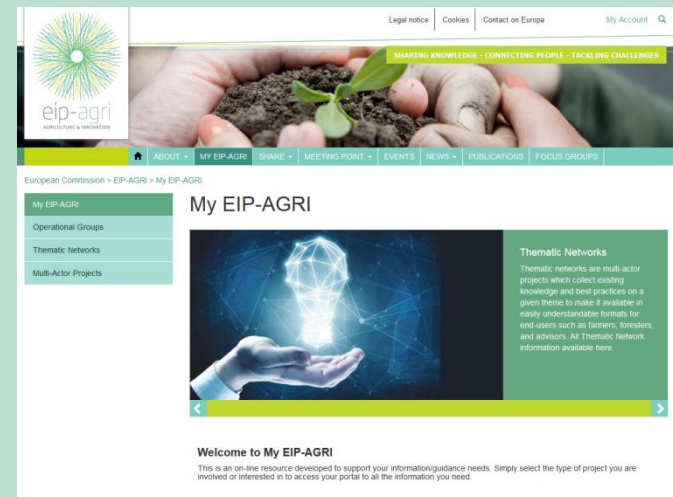 Legal notice
Cookies
Contact on Europa
My Account
SHARING KNOWLEDGE - CONNECTING PEOPLE - TACKLING CHALLENGES
eip-agri
AGRICULTURE & INNOVATION
ABOUT MY EIP-AGRI SHARE MEETING POINT EVENTS NEWS PUBLICATIONS FOCUS GROUPS
European Commission > EIP-AGRI > My EIP-AGRI
My EIP-AGRI
Operational Groups
Thematic Networks
Multi-Actor Projects
My EIP-AGRI
Thematic Networks
Thematic networks are multi-actor
projects which collect existing
knowledge and best practices on a
given theme to make it available in
easily understandable formats for
end-users such as farmers, foresters,
and advisors. All Thematic Network
information available here.
Welcome to My EIP-AGRI
This is an on-line resource developed to support your information/guidance needs. Simply select the type of project you are
involved or interested in to access your portal to all the information you need.